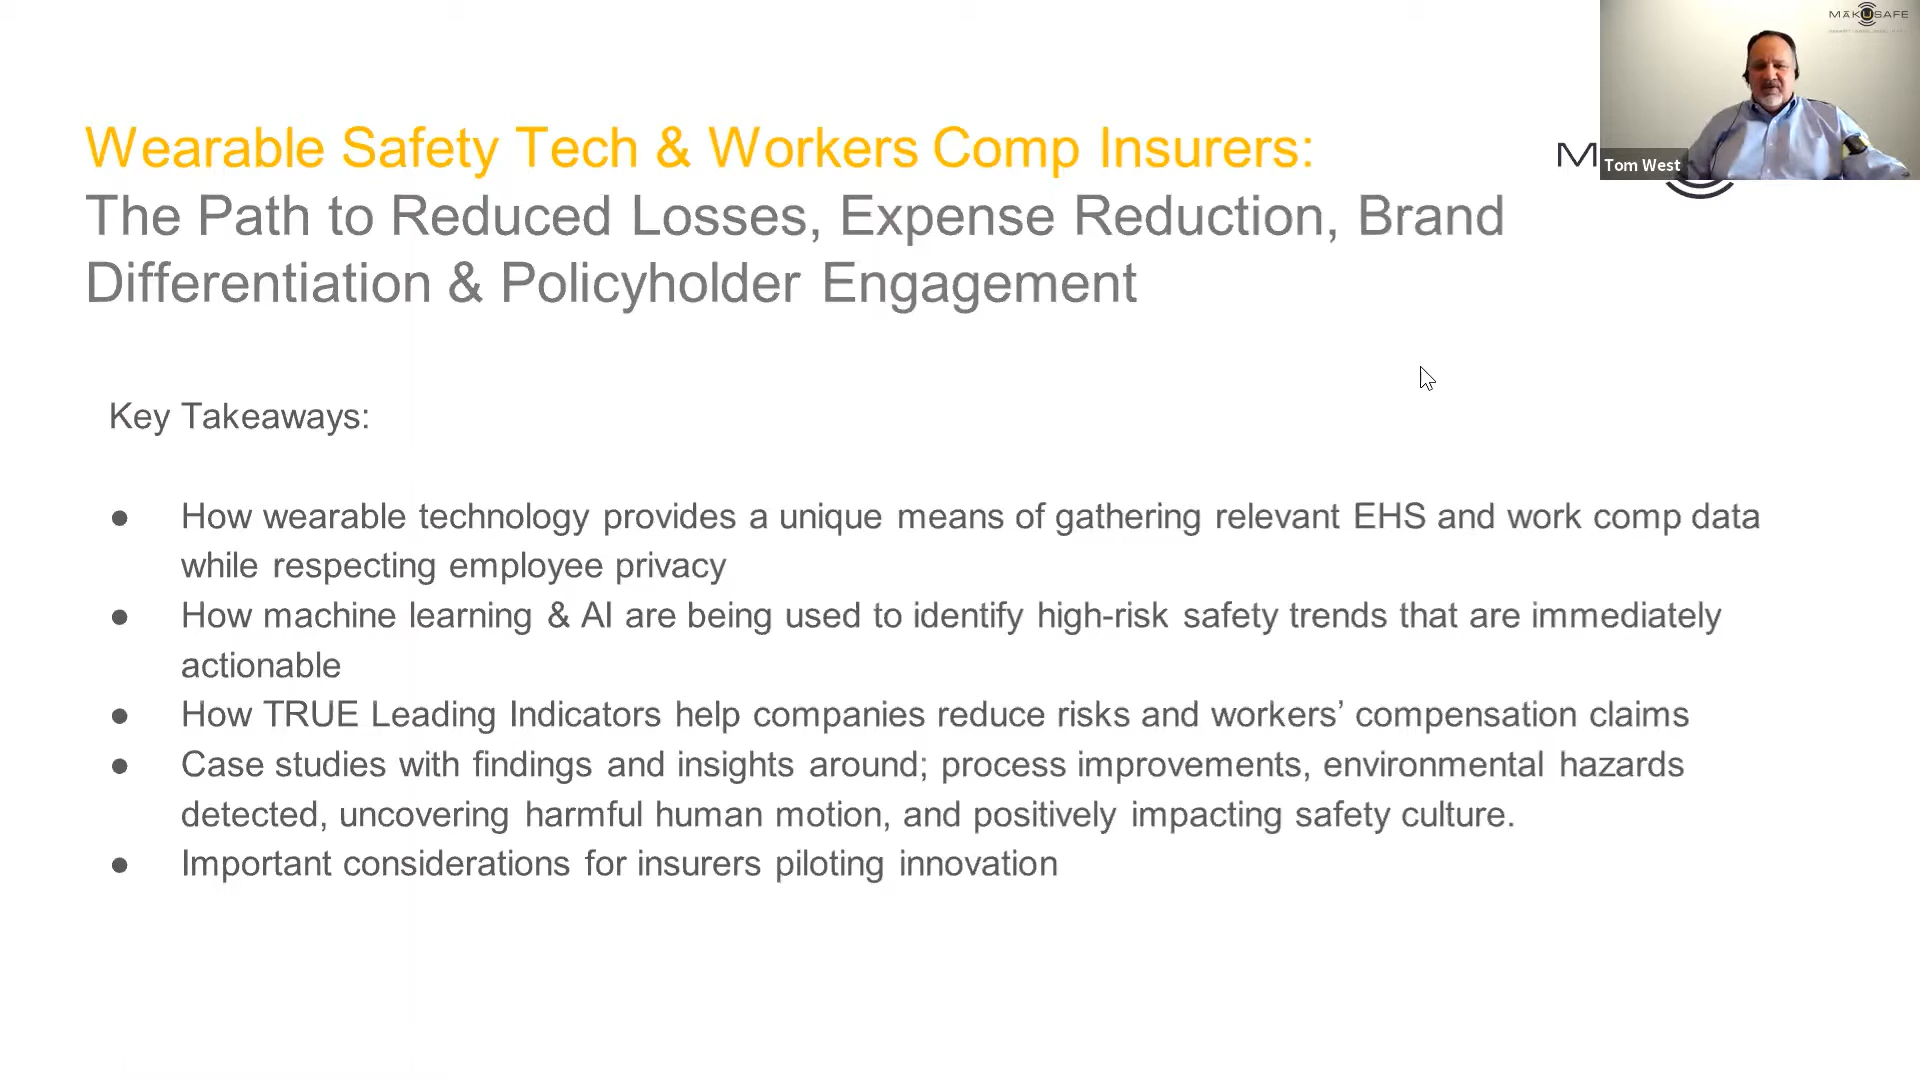 MĀKUSAFE
Wearable Safety Tech & Workers Comp Insurers:
M
Tom West
The Path to Reduced Losses, Expense Reduction, Brand
Differentiation & Policyholder Engagement
Key Takeaways:
● How wearable technology provides a unique means of gathering relevant EHS and work comp data
while respecting employee privacy
● How machine learning & AI are being used to identify high-risk safety trends that are immediately
actionable
● How TRUE Leading Indicators help companies reduce risks and workers’ compensation claims
● Case studies with findings and insights around; process improvements, environmental hazards
detected, uncovering harmful human motion, and positively impacting safety culture.
● Important considerations for insurers piloting innovation